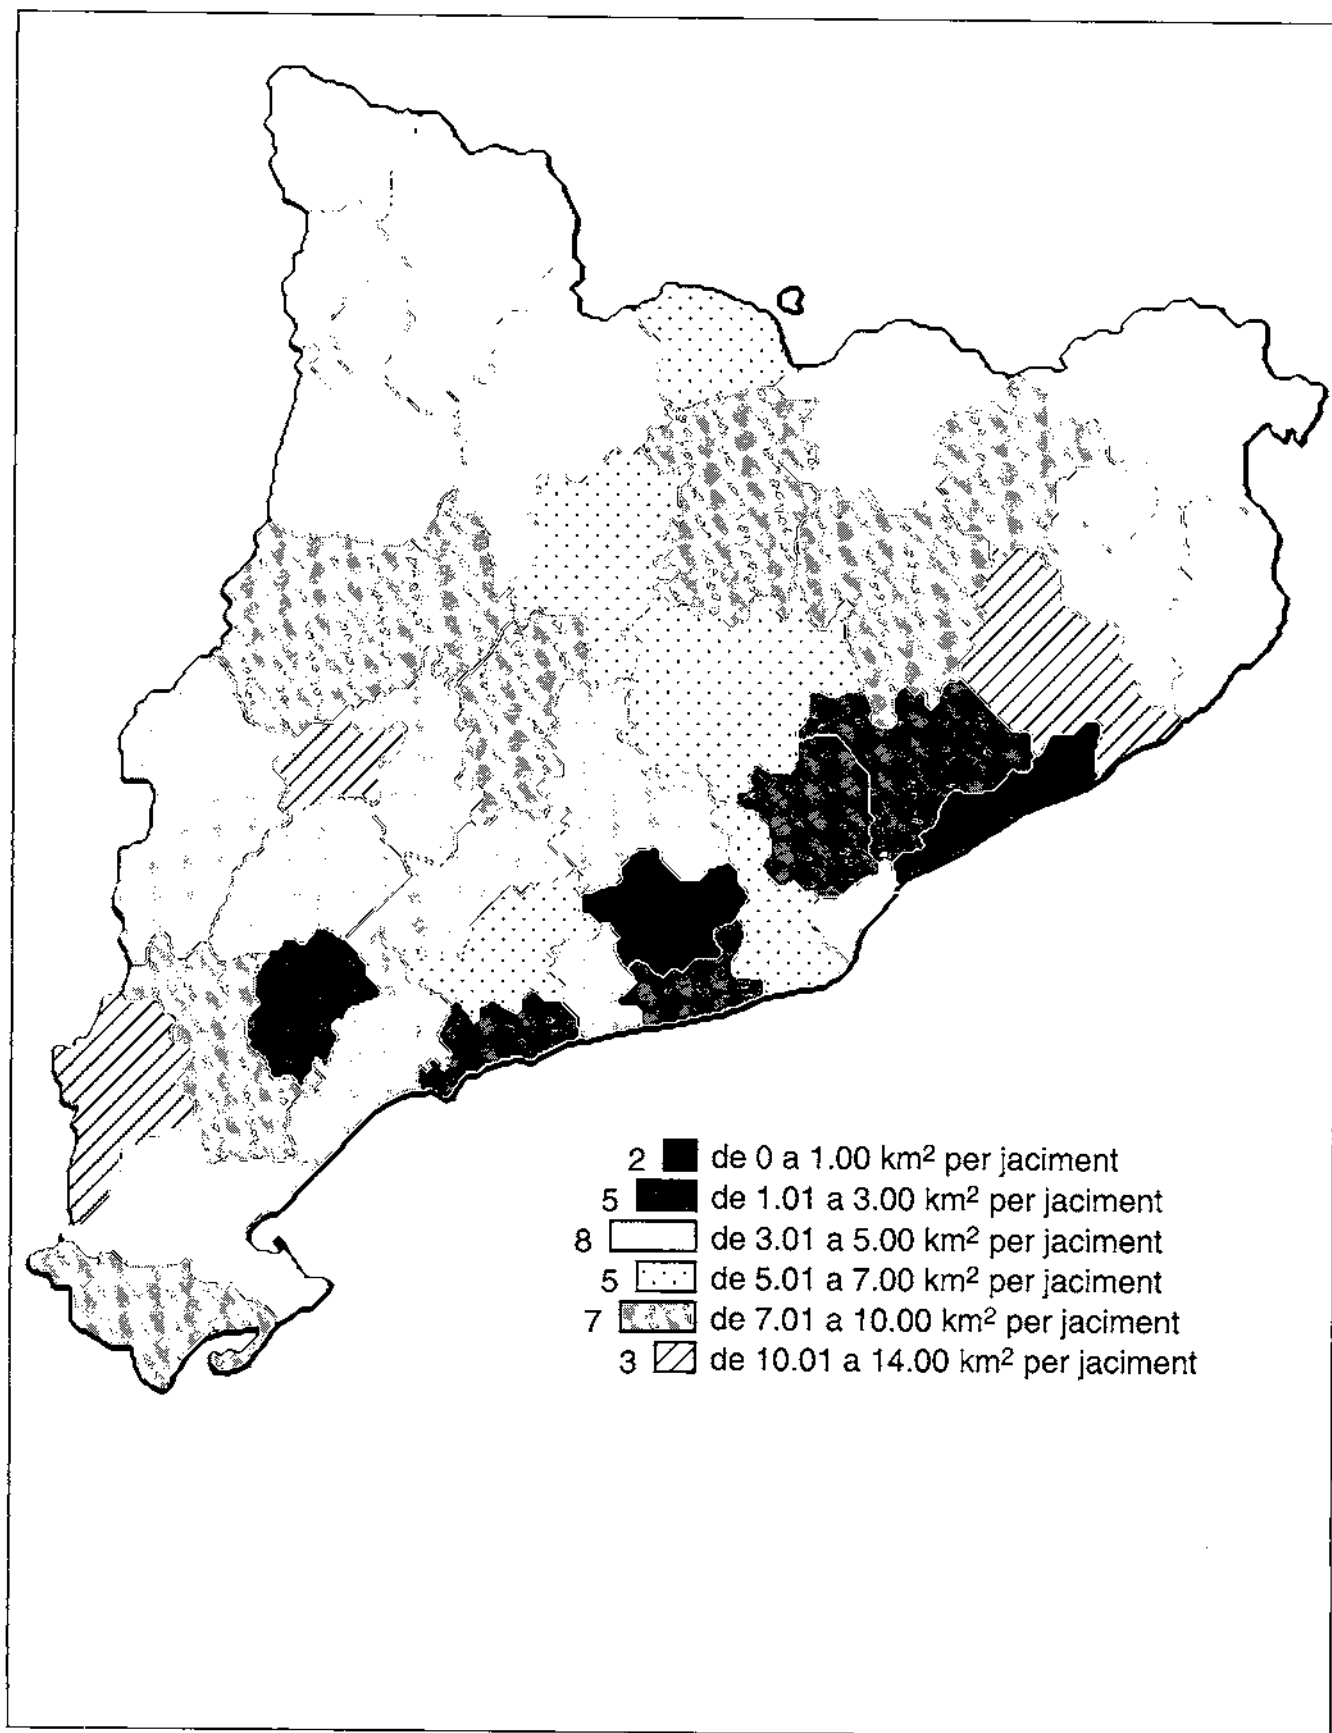 2 de 0 a 1.00 km² per jaciment
5 de 1.01 a 3.00 km² per jaciment
8 de 3.01 a 5.00 km² per jaciment
5 de 5.01 a 7.00 km² per jaciment
7 de 7.01 a 10.00 km² per jaciment
3 de 10.01 a 14.00 km² per jaciment